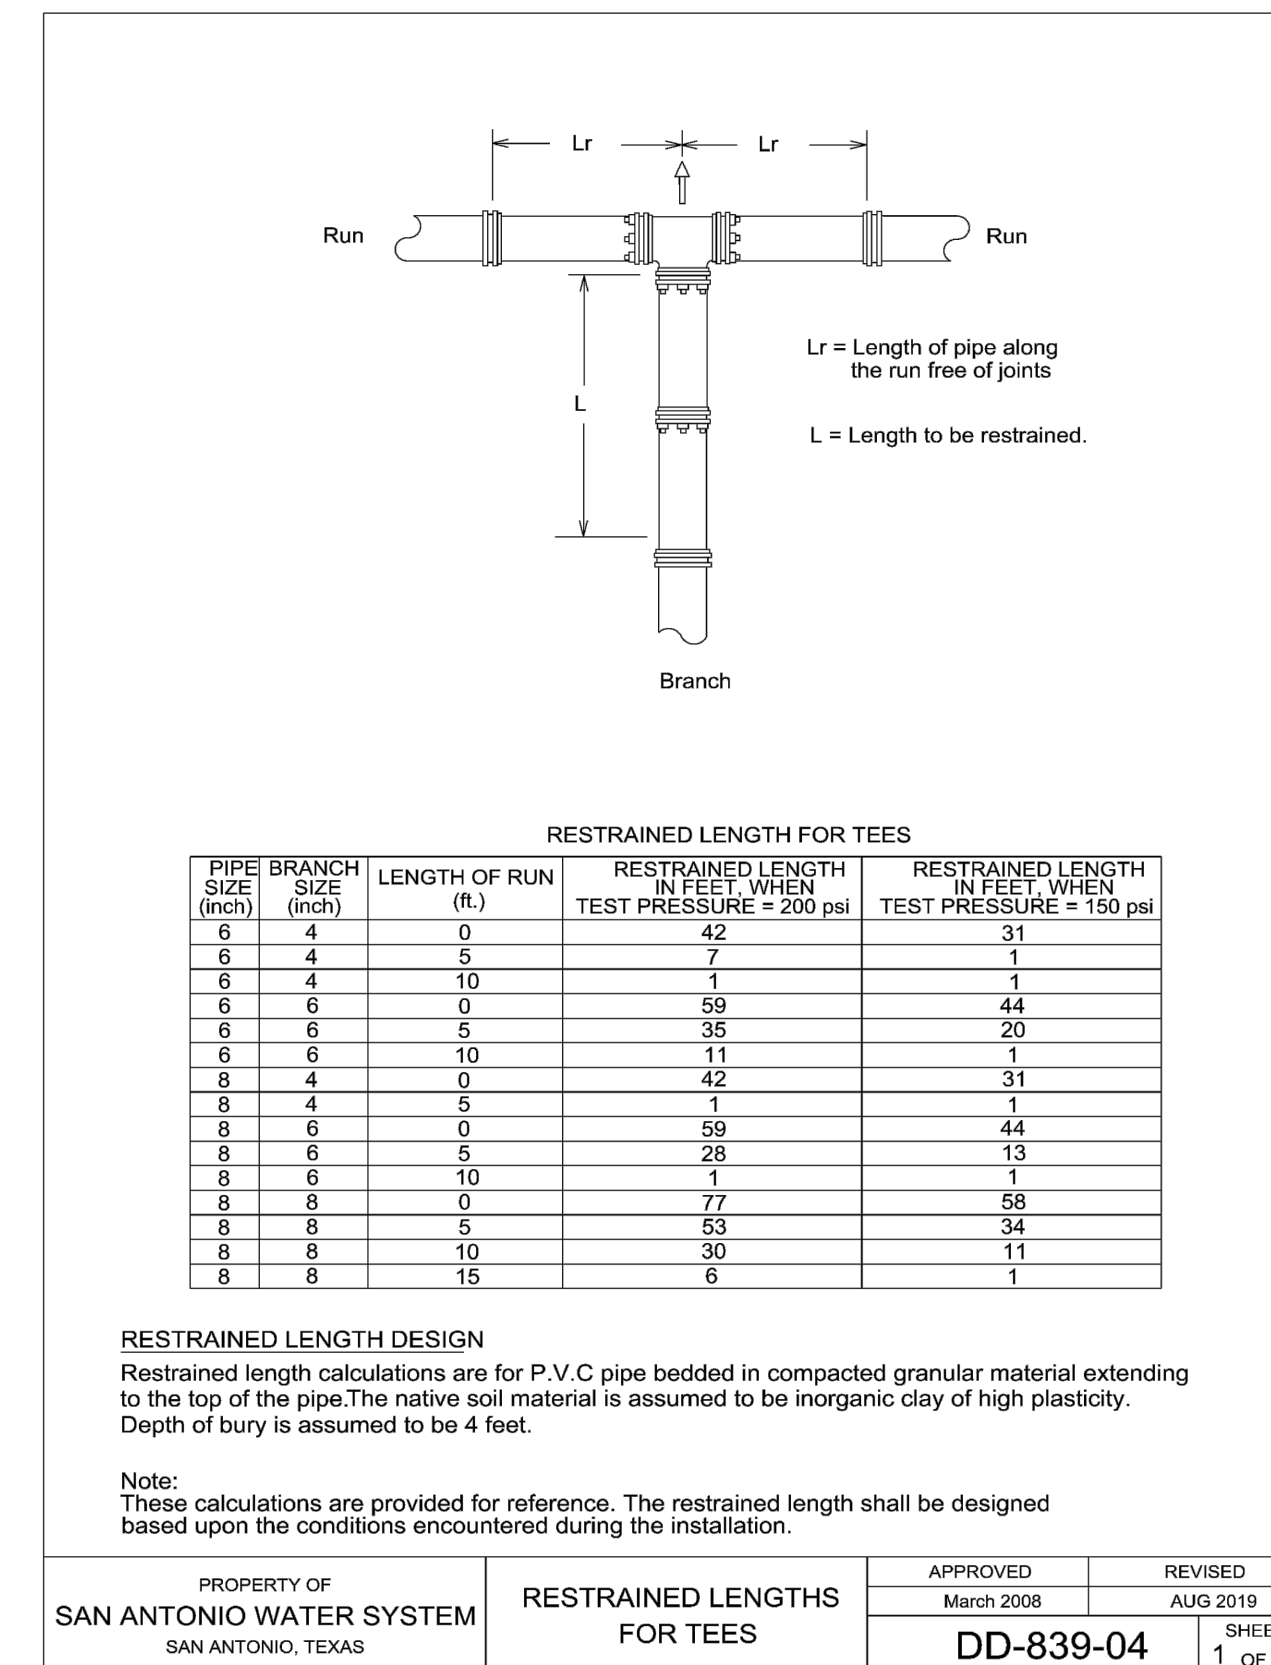 Lr Lr
Run Run
Lr = Length of pipe along
the run free of joints
L
L = Length to be restrained.
Branch
RESTRAINED LENGTH FOR TEES
PIPE SIZE (inch) BRANCH SIZE (inch) LENGTH OF RUN (ft.) RESTRAINED LENGTH IN FEET, WHEN TEST PRESSURE = 200 psi RESTRAINED LENGTH IN FEET, WHEN TEST PRESSURE = 150 psi
6 4 0 42 31
6 4 5 7 1
6 4 10 1 1
6 6 0 59 44
6 6 5 35 20
6 6 10 11 1
8 4 0 42 31
8 4 5 1 1
8 6 0 59 44
8 6 5 28 13
8 6 10 1 1
8 8 0 77 58
8 8 5 53 34
8 8 10 30 11
8 8 15 6 1
RESTRAINED LENGTH DESIGN
Restrained length calculations are for P.V.C pipe bedded in compacted granular material extending
to the top of the pipe.The native soil material is assumed to be inorganic clay of high plasticity.
Depth of bury is assumed to be 4 feet.
Note:
These calculations are provided for reference. The restrained length shall be designed
based upon the conditions encountered during the installation.
PROPERTY OF
SAN ANTONIO WATER SYSTEM
SAN ANTONIO, TEXAS
RESTRAINED LENGTHS
FOR TEES
APPROVED REVISED
March 2008 AUG 2019
DD-839-04
1 OF